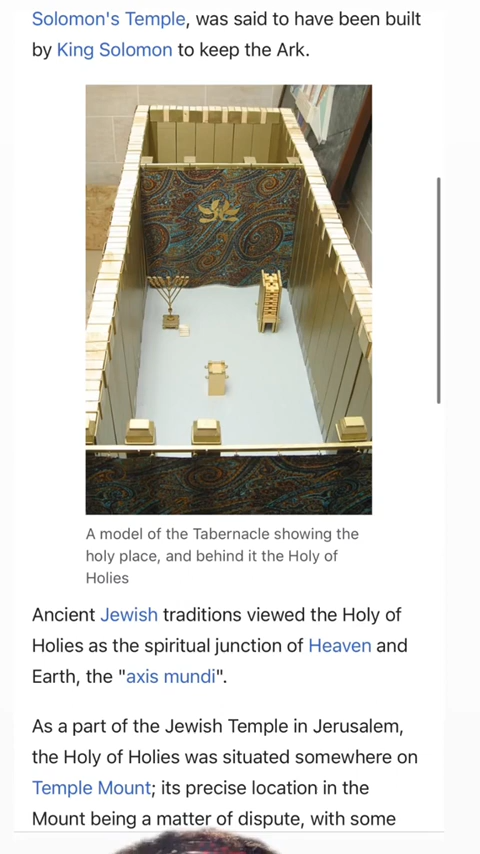 Solomon's Temple, was said to have been built
by King Solomon to keep the Ark.
A model of the Tabernacle showing the
holy place, and behind it the Holy of
Holies
Ancient Jewish traditions viewed the Holy of
Holies as the spiritual junction of Heaven and
Earth, the "axis mundi".
As a part of the Jewish Temple in Jerusalem,
the Holy of Holies was situated somewhere on
Temple Mount; its precise location in the
Mount being a matter of dispute, with some